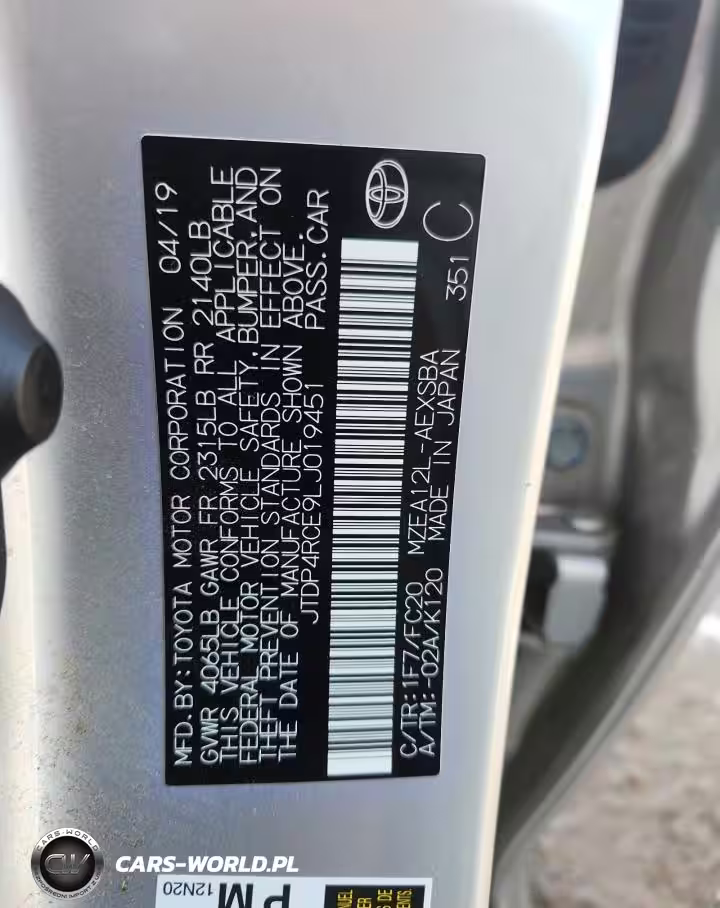 MFD.BY:TOYOTA MOTOR CORPORATION 04/19
GVWR 4065LB GAWR FR 2315LB RR 2140LB
THIS VEHICLE CONFORMS TO ALL APPLICABLE
FEDERAL MOTOR VEHICLE SAFETY,BUMPER,AND
THEFT PREVENTION STANDARDS IN EFFECT ON
THE DATE OF MANUFACTURE SHOWN ABOVE.
JTDP4RCE9LJ019451 PASS.CAR
C/TR:1F7/FC20 MZEA12L-AEXSBA 351 C
A/TM:-02A/K120 MADE IN JAPAN
CARS-WORLD
CW
CARS-WORLD.PL
PM
12N20